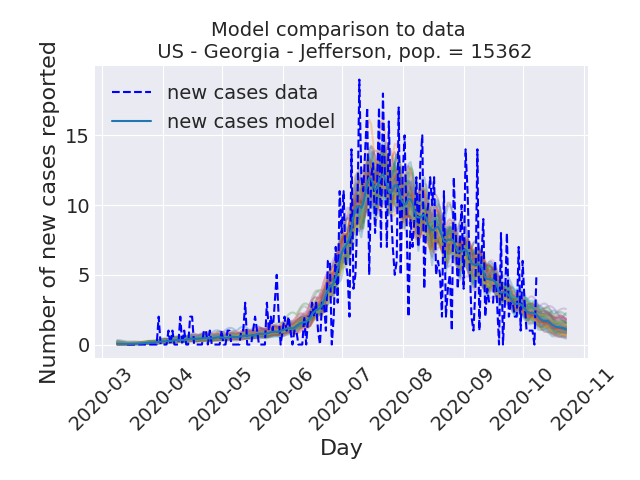 Model comparison to data
US - Georgia - Jefferson, pop. = 15362
Number of new cases reported
new cases data
new cases model
15
10
5
0
2020-03
2020-04
2020-05
2020-06
2020-07
2020-08
2020-09
2020-10
2020-11
Day